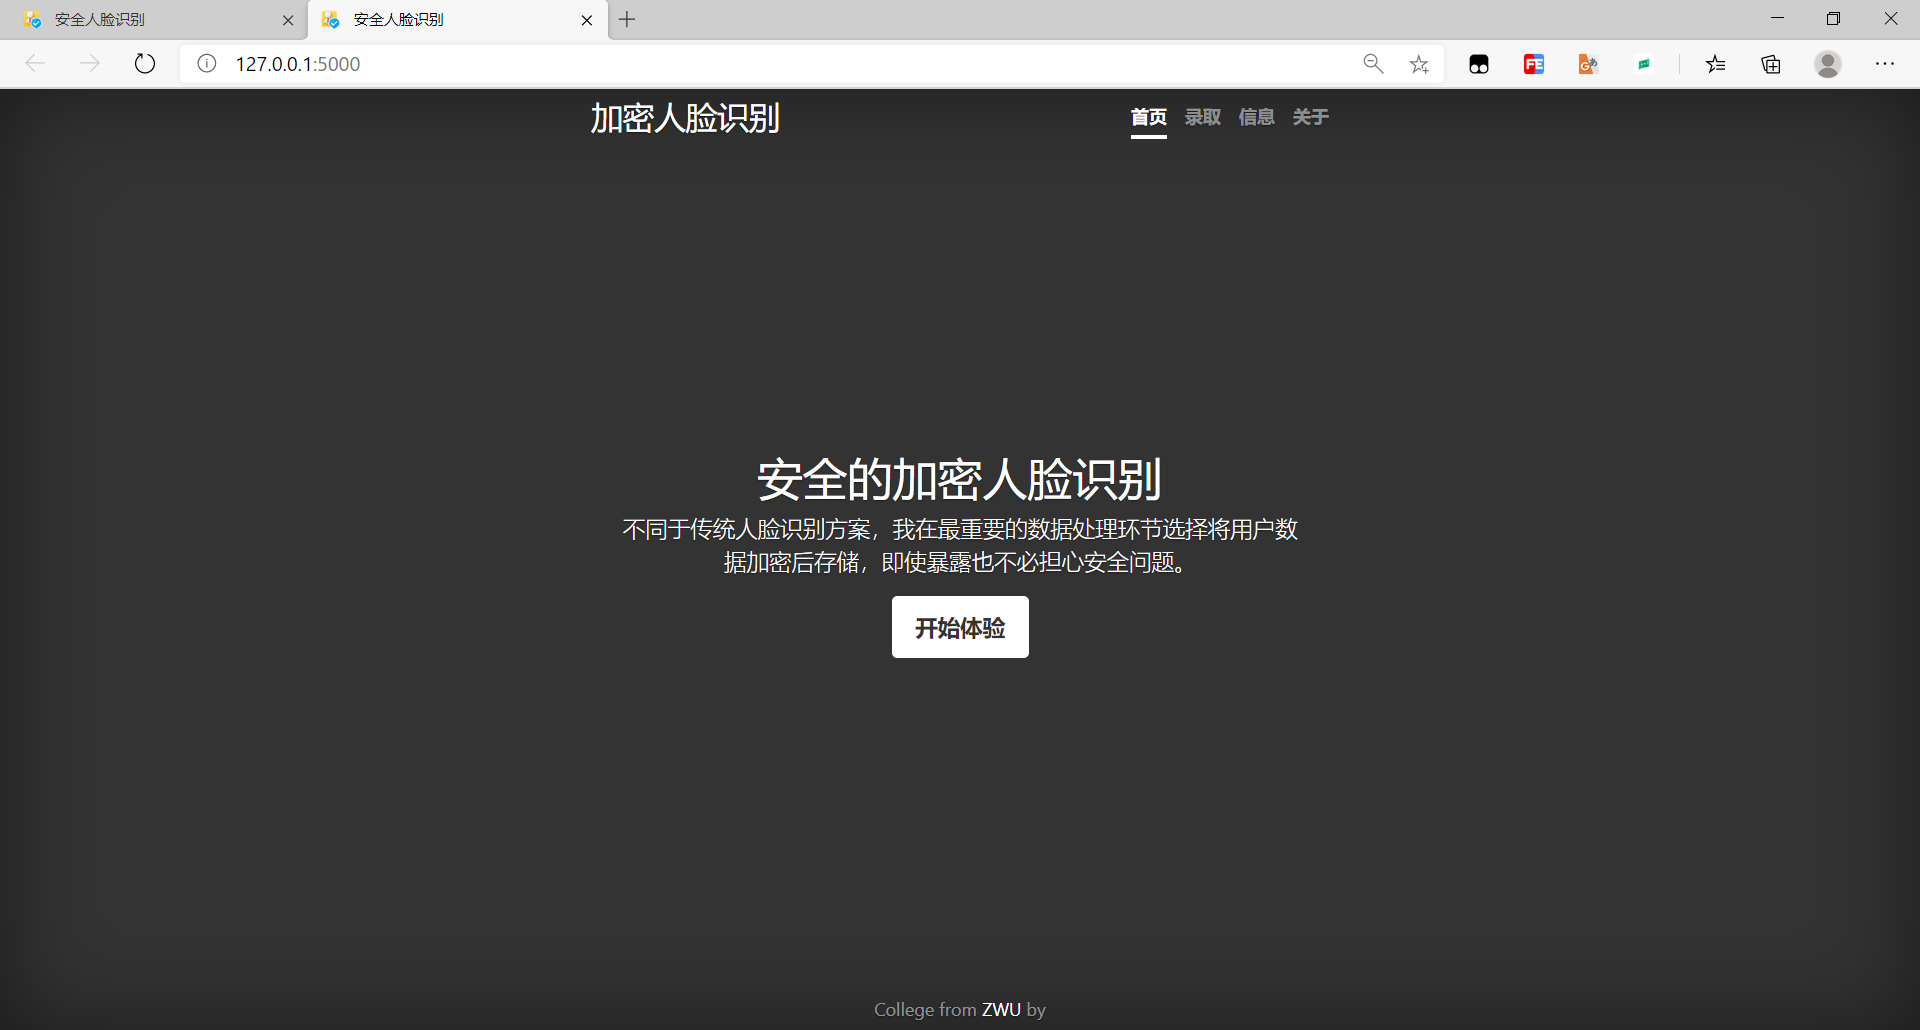 安全人脸识别
安全人脸识别
127.0.0.1:5000
加密人脸识别
首页 录取 信息 关于
安全的加密人脸识别
不同于传统人脸识别方案，我在最重要的数据处理环节选择将用户数
据加密后存储，即使暴露也不必担心安全问题。
开始体验
College from ZWU by